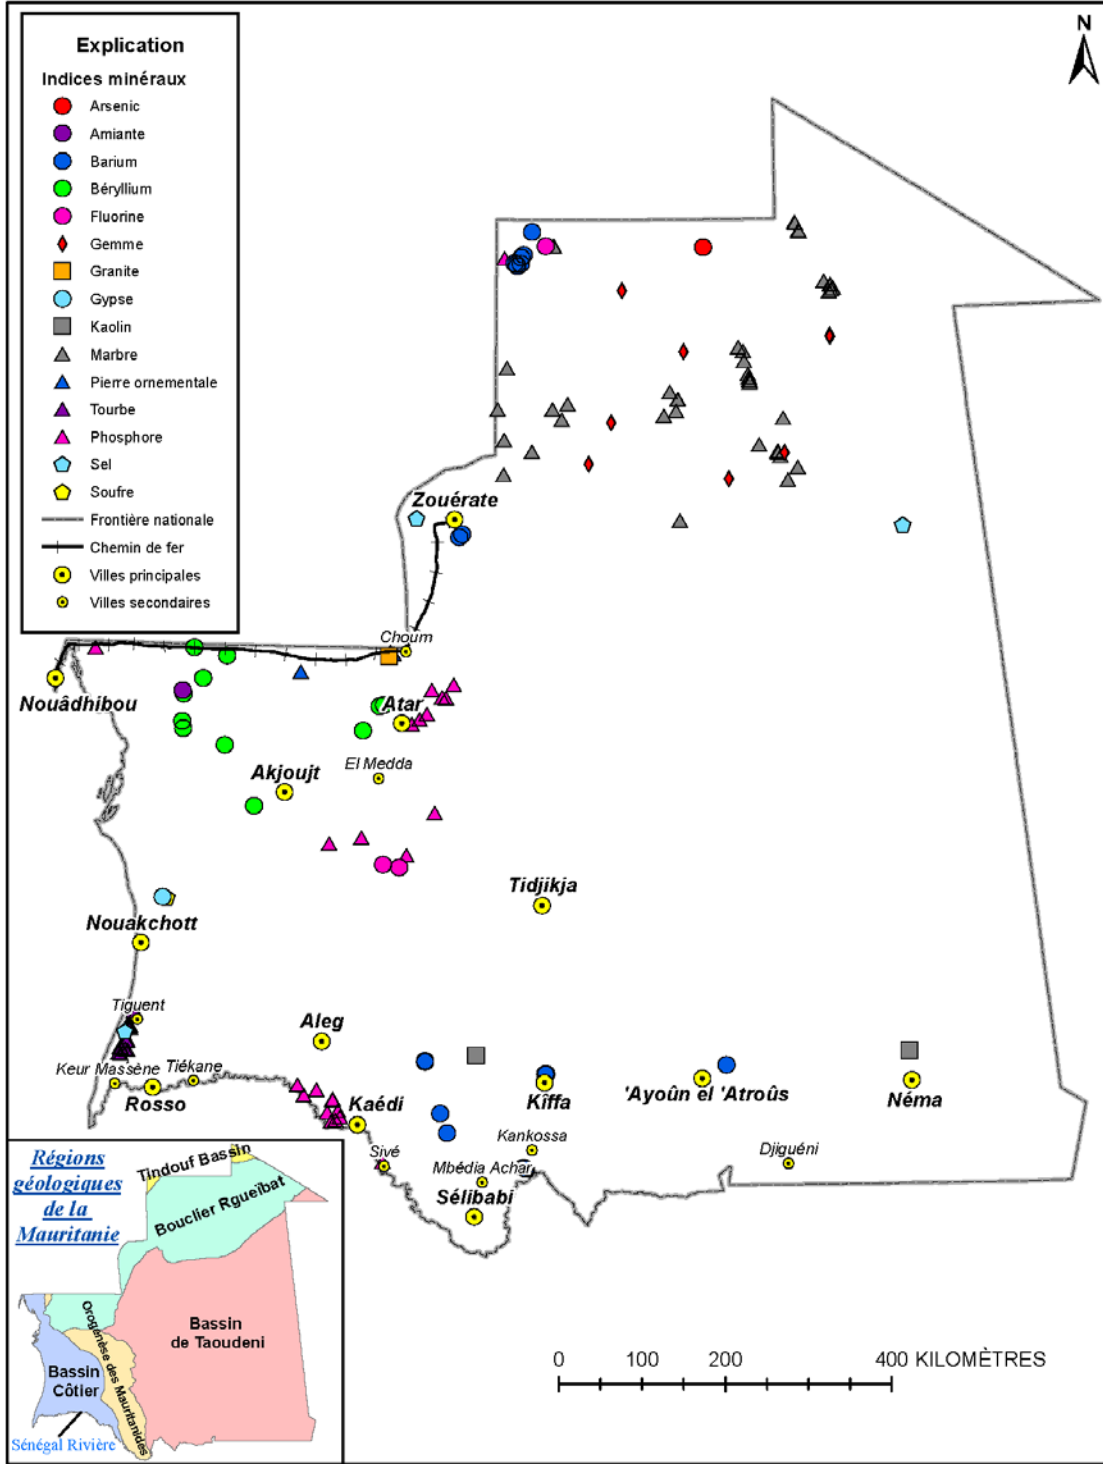 N
Explication
Indices minéraux
Arsenic
Amiante
Barium
Béryllium
Fluorine
Gemme
Granite
Gypse
Kaolin
Marbre
Pierre ornementale
Tourbe
Phosphore
Sel
Soufre
Frontière nationale
Chemin de fer
Villes principales
Villes secondaires
Zouérate
Choum
Nouâdhibou
Atar
El Medda
Akjoujt
Tidjikja
Nouakchott
Tiguent
Aleg
Keur Massène
Tiékane
Rosso
Kaédi
Kîffa
'Ayoûn el 'Atroûs
Néma
Sivé
Kankossa
Mbédia Achar
Djiguéni
Sélibabi
Régions
géologiques
de la
Mauritanie
Tindouf Bassin
Bouclier Rgueïbat
Orogénèse des Mauritanides
Bassin
de Taoudeni
Bassin
Côtier
Sénégal Rivière
0 100 200 400 KILOMÈTRES